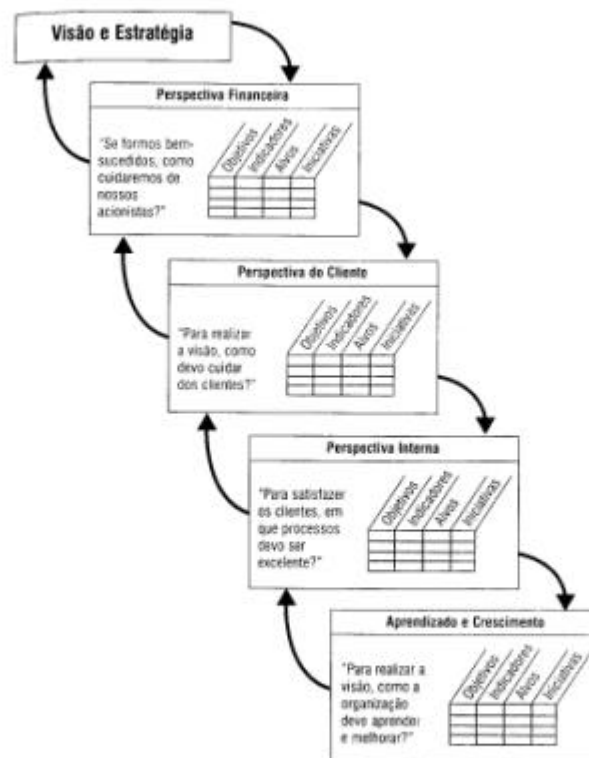 Visão e Estratégia
Perspectiva Financeira
"Se formos bem-
sucedidos, como
cuidaremos de
nossos
acionistas?"
Objetivos
Indicadores
Alvos
Iniciativas
Perspectiva do Cliente
"Para realizar
a visão, como
devo cuidar
dos clientes?"
Objetivos
Indicadores
Alvos
Iniciativas
Perspectiva Interna
"Para satisfazer
os clientes, em
que processos
devo ser
excelente?"
Objetivos
Indicadores
Alvos
Iniciativas
Aprendizado e Crescimento
"Para realizar a
visão, como a
organização
devo aprender
e melhorar?"
Objetivos
Indicadores
Alvos
Iniciativas